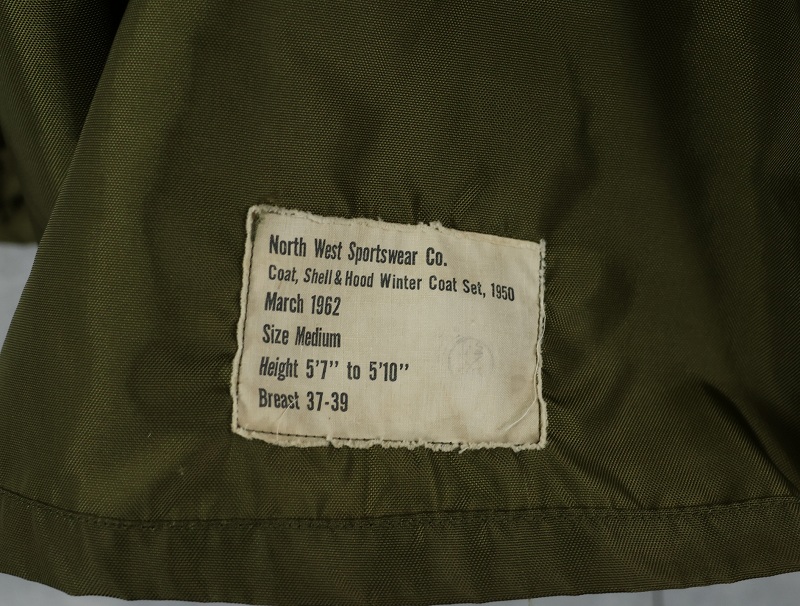 North West Sportswear Co.
Coat, Shell & Hood Winter Coat Set, 1950
March 1962
Size Medium
Height 5'7" to 5'10"
Breast 37-39